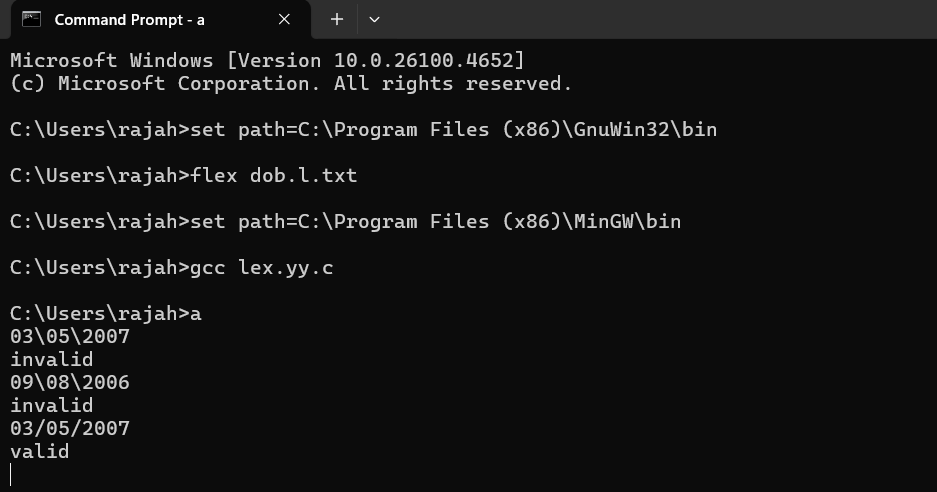 Command Prompt - a
Microsoft Windows [Version 10.0.26100.4652]
(c) Microsoft Corporation. All rights reserved.
C:\Users\rajah>set path=C:\Program Files (x86)\GnuWin32\bin
C:\Users\rajah>flex dob.l.txt
C:\Users\rajah>set path=C:\Program Files (x86)\MinGW\bin
C:\Users\rajah>gcc lex.yy.c
C:\Users\rajah>a
03\05\2007
invalid
09\08\2006
invalid
03/05/2007
valid